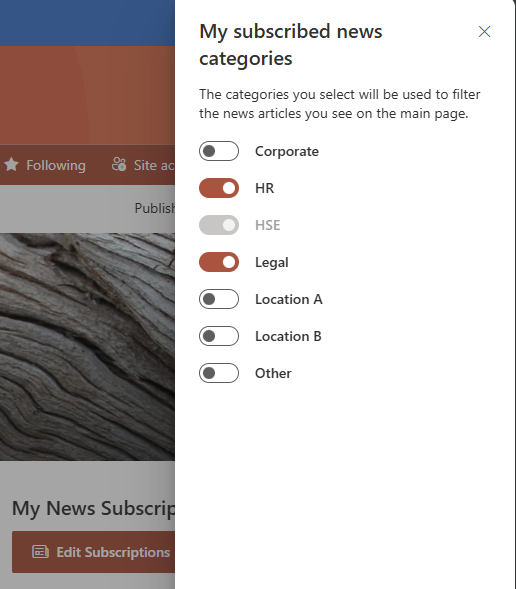 My subscribed news
categories
The categories you select will be used to filter
the news articles you see on the main page.
Corporate
HR
HSE
Legal
Location A
Location B
Other
Following
Site ac
Publish
My News Subscrip
Edit Subscriptions